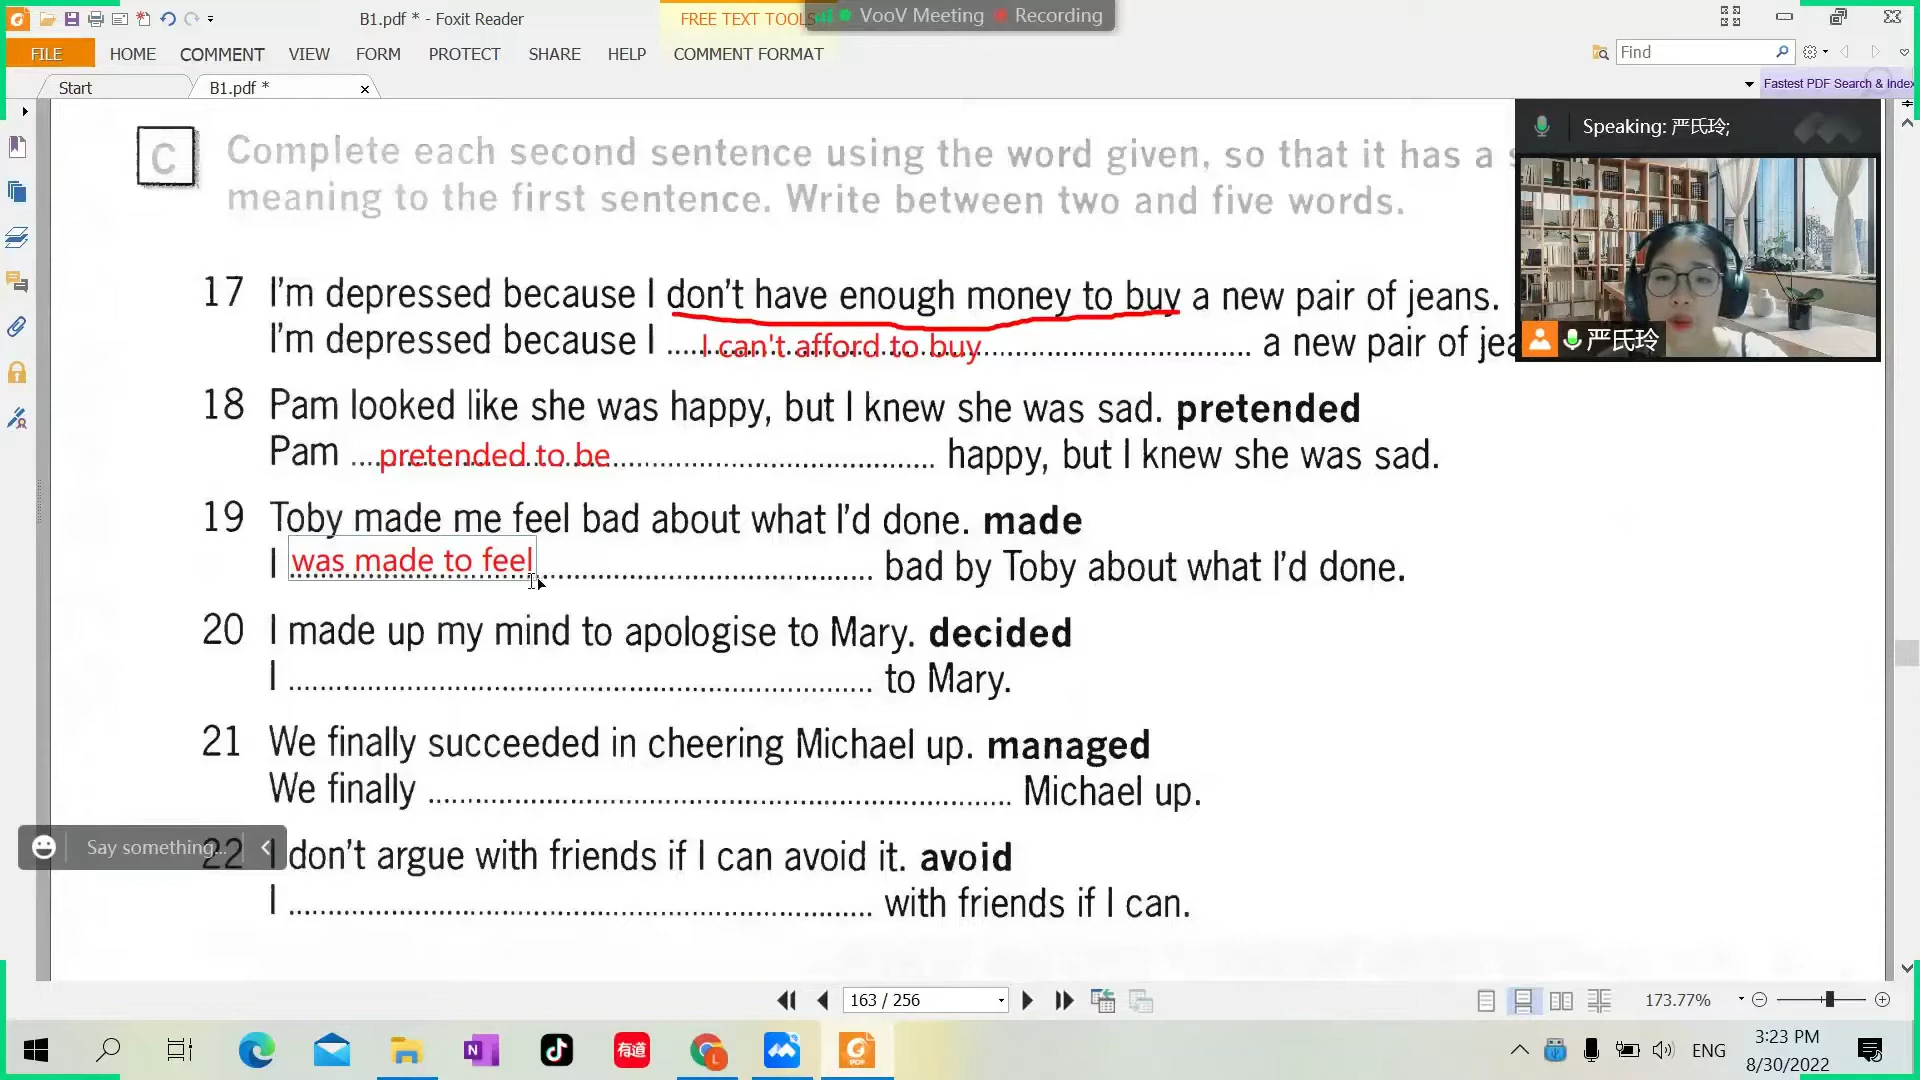 B1.pdf * - Foxit Reader
FREE TEXT TOOLS
VooV Meeting
Recording
FILE
HOME
COMMENT
VIEW
FORM
PROTECT
SHARE
HELP
COMMENT FORMAT
Find
Start
B1.pdf *
Fastest PDF Search & Index
Speaking: 严氏玲;
严氏玲
C
Complete each second sentence using the word given, so that it has a s
meaning to the first sentence. Write between two and five words.
17 I'm depressed because I don't have enough money to buy a new pair of jeans.
I'm depressed because I I can't afford to buy a new pair of jea
18 Pam looked like she was happy, but I knew she was sad. pretended
Pam pretended to be happy, but I knew she was sad.
19 Toby made me feel bad about what I'd done. made
I was made to feel bad by Toby about what I'd done.
20 I made up my mind to apologise to Mary. decided
I ........ to Mary.
21 We finally succeeded in cheering Michael up. managed
We finally ........ Michael up.
22 I don't argue with friends if I can avoid it. avoid
Say something...
I ........ with friends if I can.
163 / 256
173.77%
有道
L
PDF
ENG
3:23 PM
8/30/2022